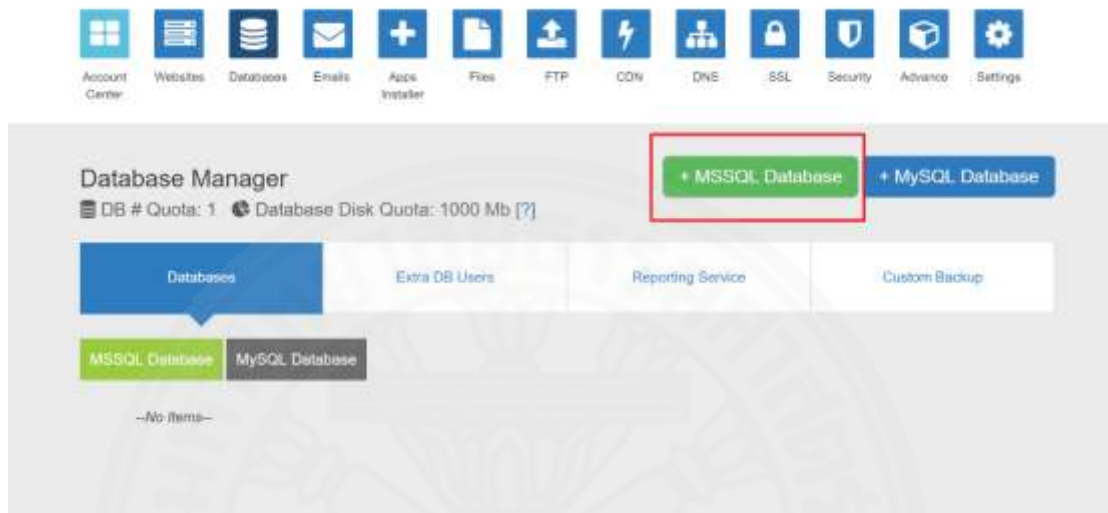 Account Center
Websites
Databases
Emails
Apps Installer
Files
FTP
CDN
DNS
SSL
Security
Advance
Settings
Database Manager
+ MSSQL Database
+ MySQL Database
DB # Quota: 1 Database Disk Quota: 1000 Mb [?]
Databases
Extra DB Users
Reporting Service
Custom Backup
MSSQL Database
MySQL Database
--No Items--